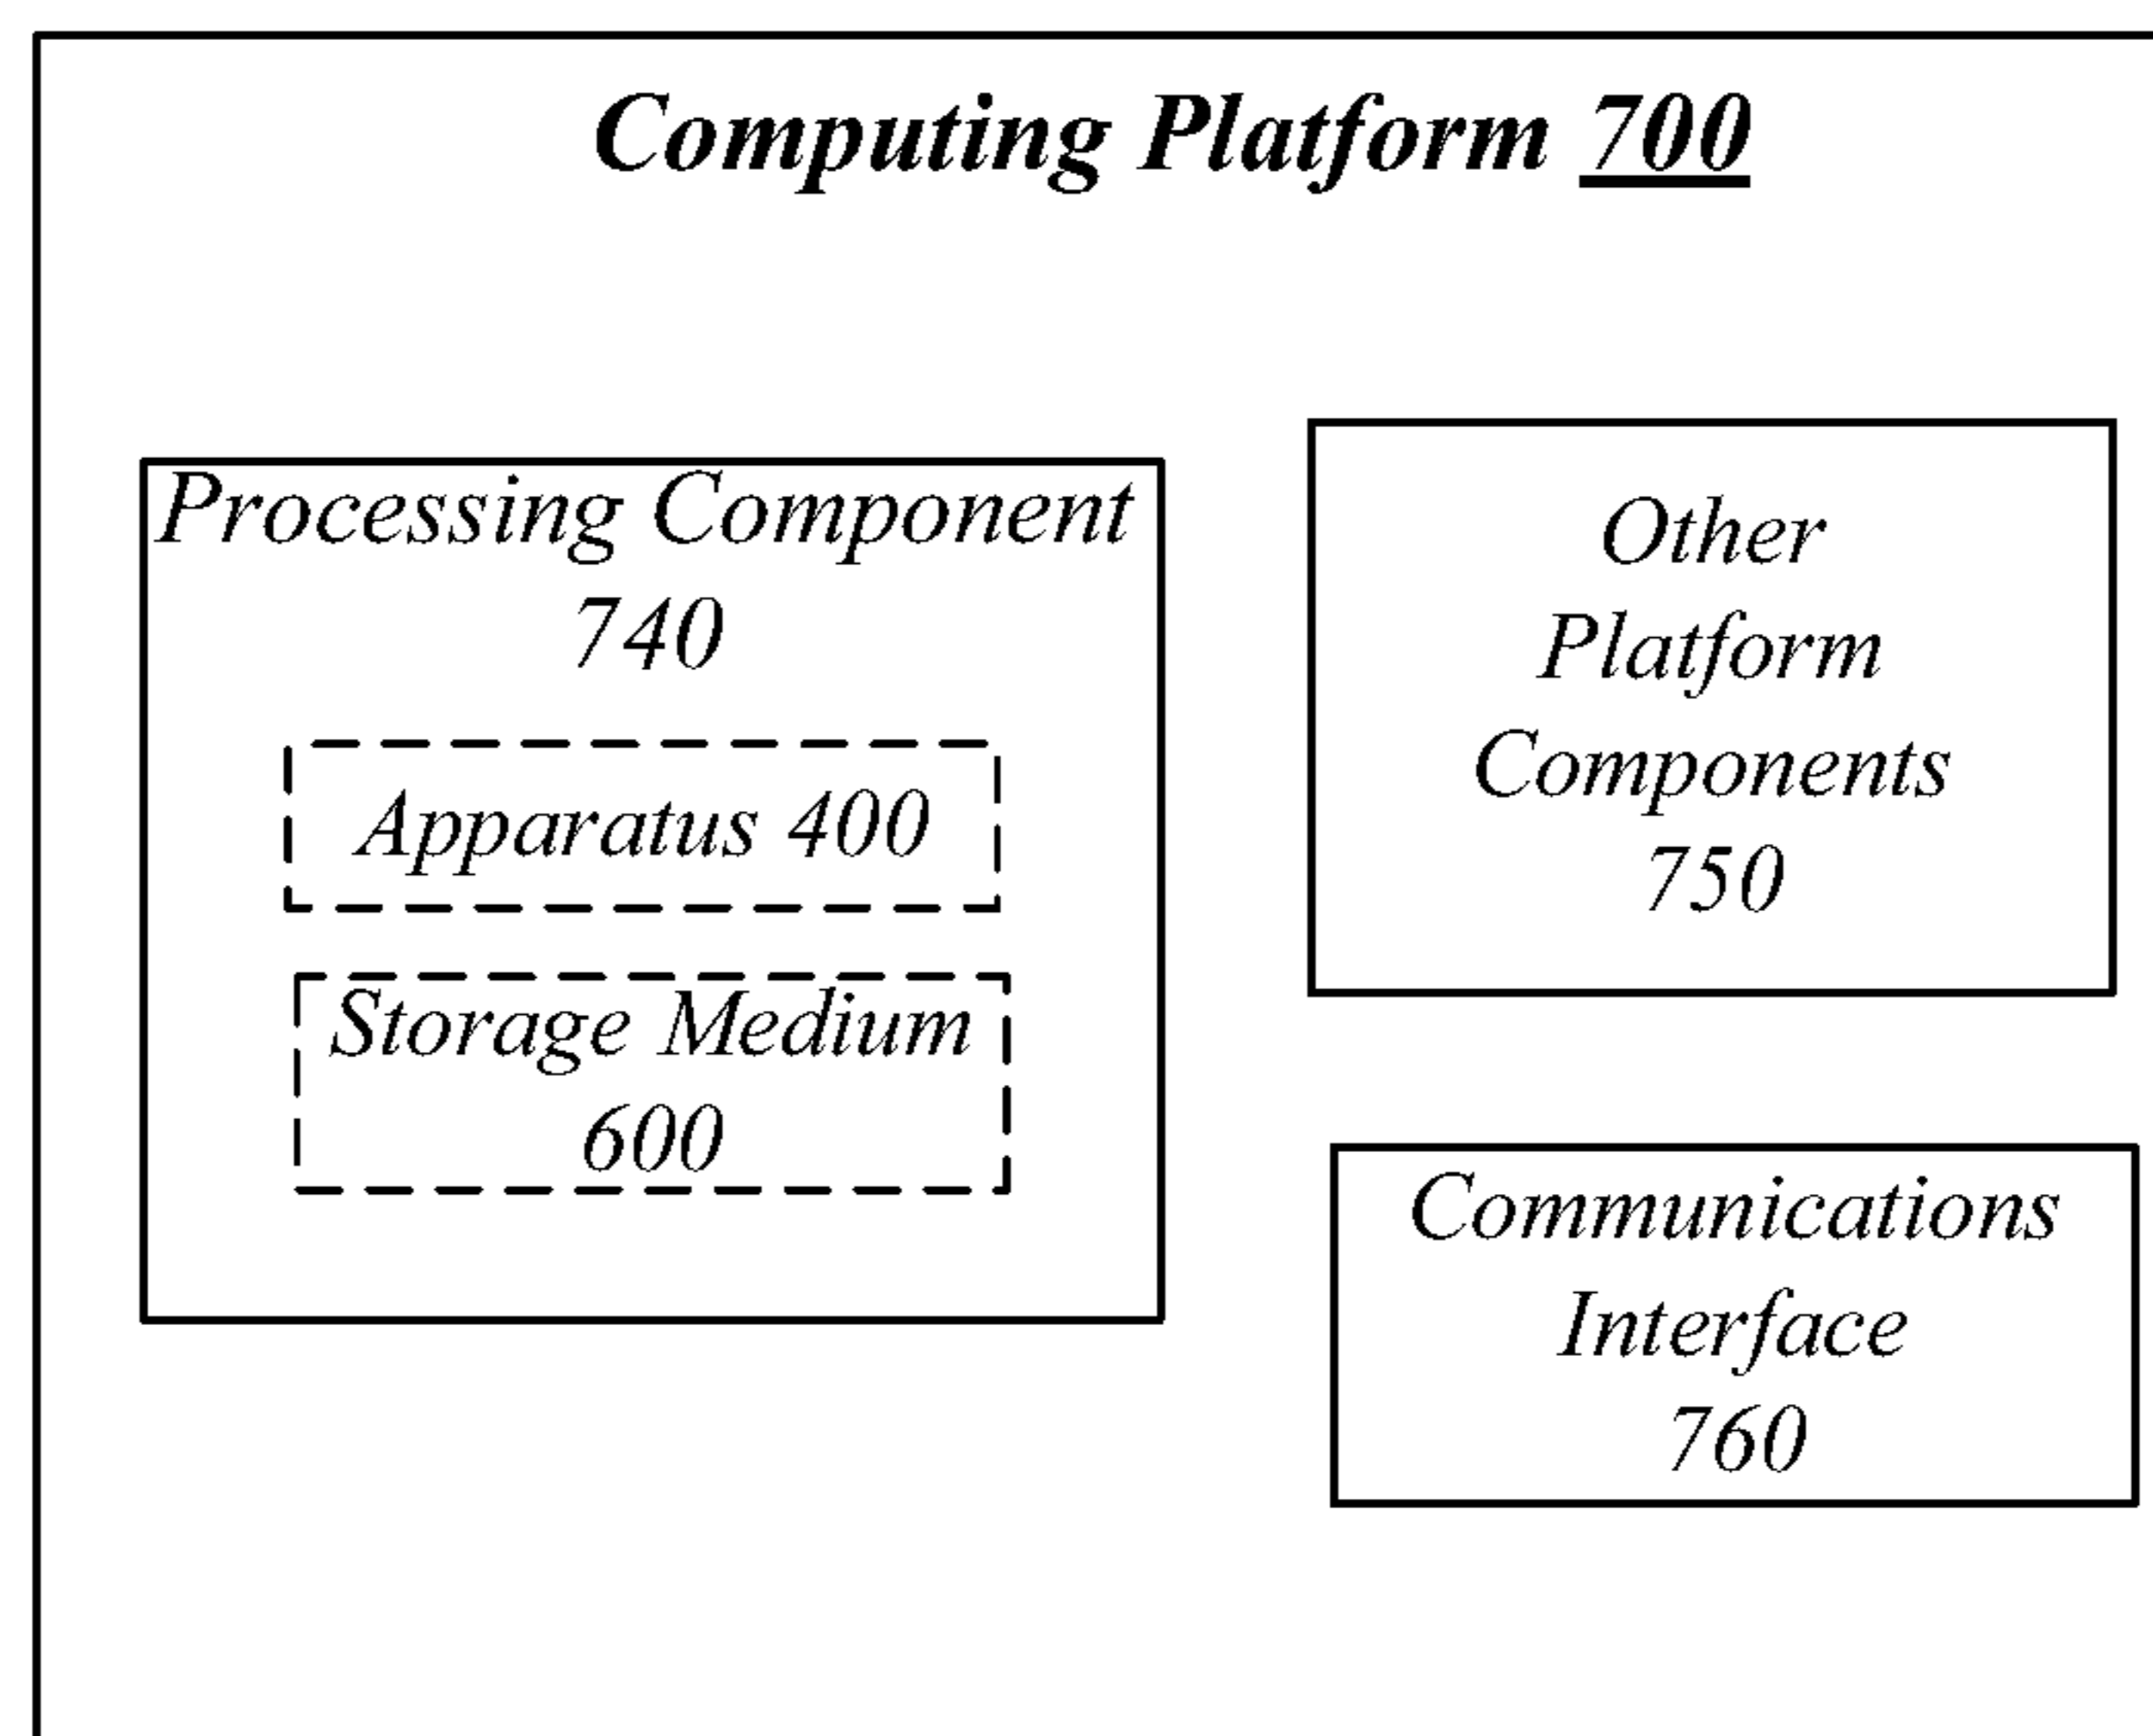 Computing Platform 700
Processing Component
740
Apparatus 400
Storage Medium
600
Other
Platform
Components
750
Communications
Interface
760